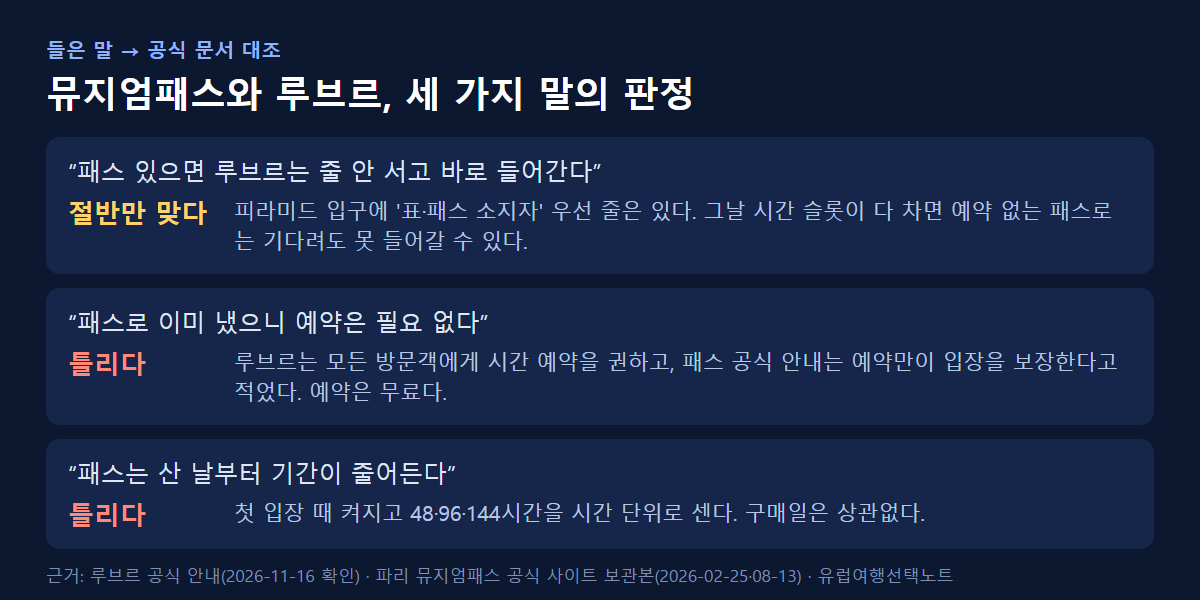 들은 말 → 공식 문서 대조
뮤지엄패스와 루브르, 세 가지 말의 판정
“패스 있으면 루브르는 줄 안 서고 바로 들어간다”
절반만 맞다
피라미드 입구에 '표·패스 소지자' 우선 줄은 있다. 그날 시간 슬롯이 다 차면 예약 없는 패스로
는 기다려도 못 들어갈 수 있다.
“패스로 이미 냈으니 예약은 필요 없다”
틀리다
루브르는 모든 방문객에게 시간 예약을 권하고, 패스 공식 안내는 예약만이 입장을 보장한다고
적었다. 예약은 무료다.
“패스는 산 날부터 기간이 줄어든다”
틀리다
첫 입장 때 켜지고 48·96·144시간을 시간 단위로 센다. 구매일은 상관없다.
근거: 루브르 공식 안내(2026-11-16 확인) · 파리 뮤지엄패스 공식 사이트 보관본(2026-02-25·08-13) · 유럽여행선택노트